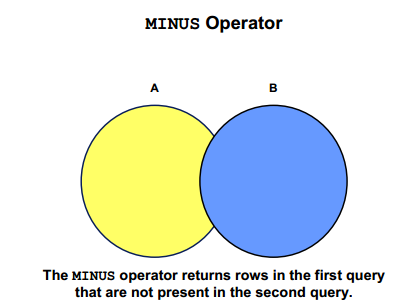 MINUS Operator
A B
The MINUS operator returns rows in the first query
that are not present in the second query.